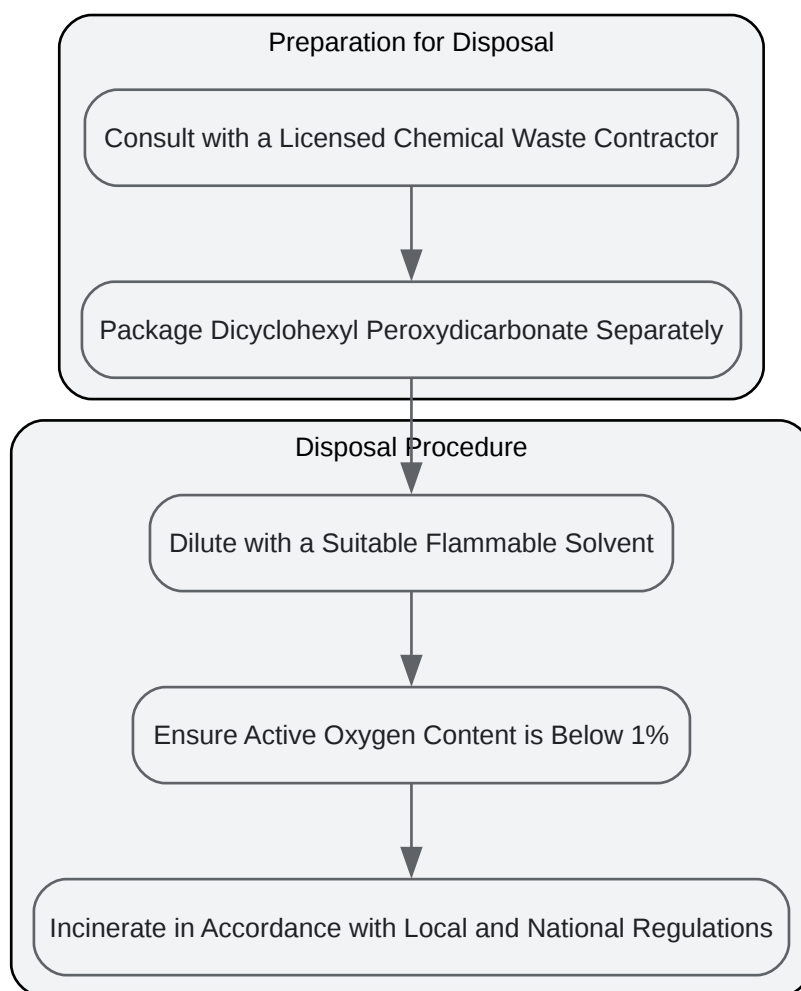 Preparation for Disposal
Consult with a Licensed Chemical Waste Contractor
Package Dicyclohexyl Peroxydicarbonate Separately
Disposal Procedure
Dilute with a Suitable Flammable Solvent
Ensure Active Oxygen Content is Below 1%
Incinerate in Accordance with Local and National Regulations